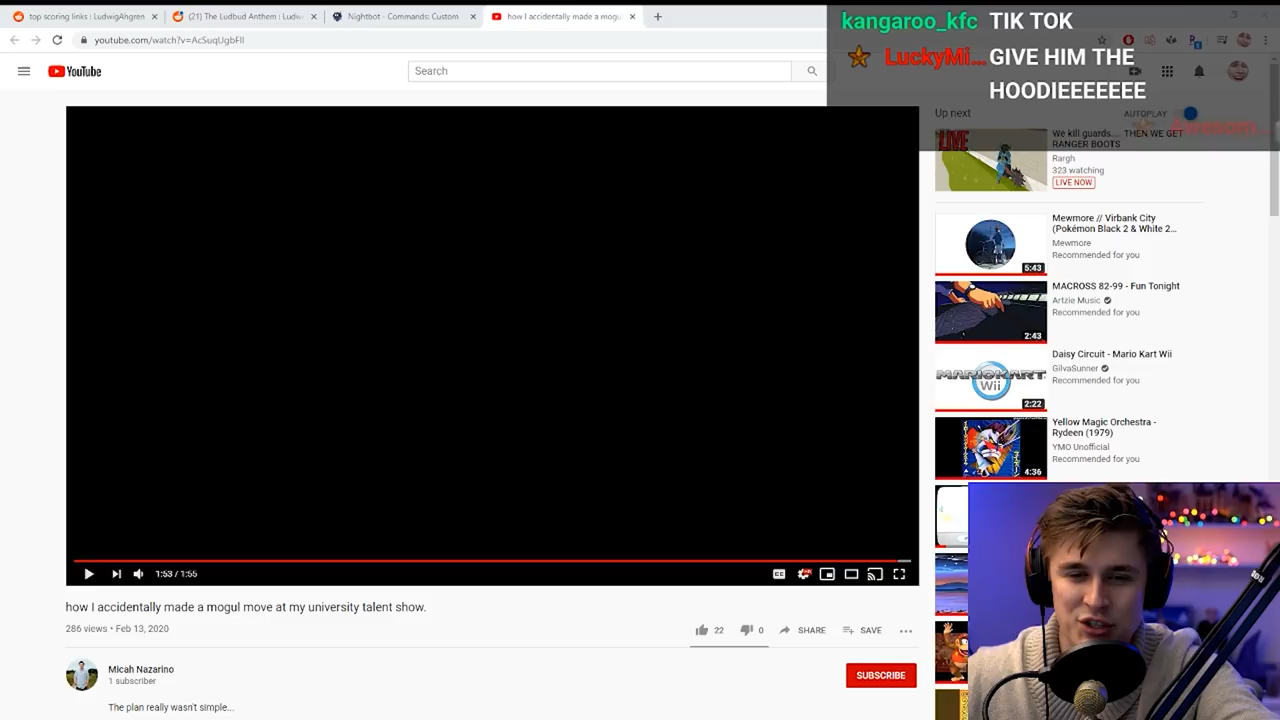 top scoring links : LudwigAhgren
(21) The Ludbud Anthem : Ludw
Nightbot - Commands: Custom
how I accidentally made a mogu
youtube.com/watch?v=AcSuqUgbFlI
kangaroo_kfc TIK TOK
LuckyMi... GIVE HIM THE
HOODIEEEEEEE
YouTube
Search
Up next
AUTOPLAY
LIVE
We kill guards.... THEN WE GET
RANGER BOOTS
Rargh
323 watching
LIVE NOW
Mewmore // Virbank City
(Pokémon Black 2 & White 2...
Mewmore
Recommended for you
5:43
MACROSS 82-99 - Fun Tonight
Artzie Music
Recommended for you
2:43
Daisy Circuit - Mario Kart Wii
GilvaSunner
Recommended for you
MARIOKART
Wii
2:22
Yellow Magic Orchestra -
Rydeen (1979)
YMO Unofficial
Recommended for you
4:36
1:53 / 1:55
CC
how I accidentally made a mogul move at my university talent show.
286 views • Feb 13, 2020
22
0
SHARE
SAVE
Micah Nazarino
1 subscriber
SUBSCRIBE
The plan really wasn't simple...